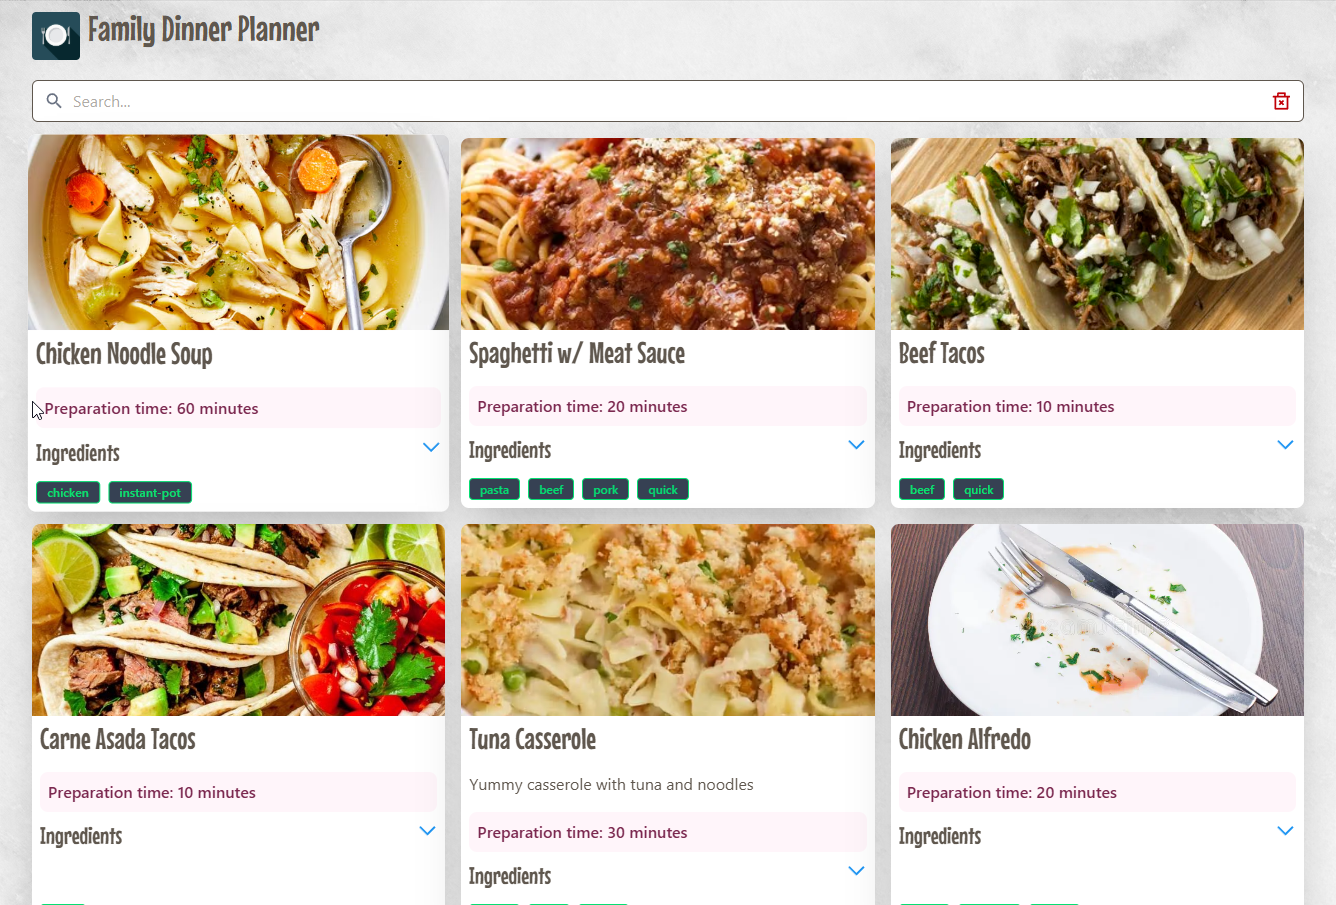 Family Dinner Planner
Search...
Chicken Noodle Soup
Preparation time: 60 minutes
Ingredients
chicken
instant-pot
Spaghetti w/ Meat Sauce
Preparation time: 20 minutes
Ingredients
pasta
beef
pork
quick
Beef Tacos
Preparation time: 10 minutes
Ingredients
beef
quick
Carne Asada Tacos
Preparation time: 10 minutes
Ingredients
Tuna Casserole
Yummy casserole with tuna and noodles
Preparation time: 30 minutes
Ingredients
Chicken Alfredo
Preparation time: 20 minutes
Ingredients